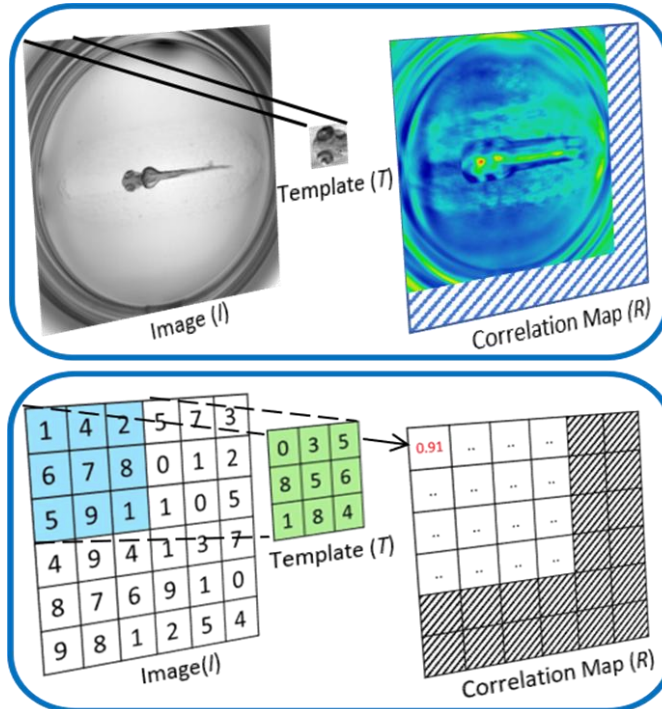 Template (T)
Image (I)
Correlation Map (R)
1 4 2 5 7 3
6 7 8 0 1 2
5 9 1 1 0 5
4 9 4 1 3 7
8 7 6 9 1 0
9 8 1 2 5 4
Image(I)
0 3 5
8 5 6
1 8 4
Template (T)
0.91 .. .. ..
.. .. .. ..
.. .. .. ..
.. .. .. ..
Correlation Map (R)